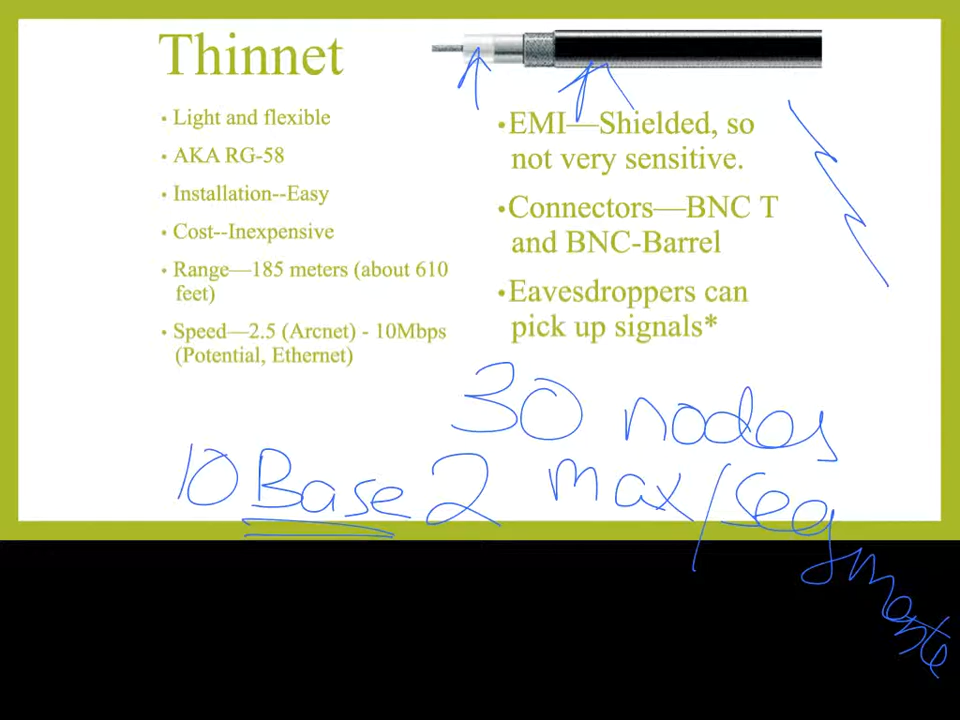 Thinnet
• Light and flexible
• AKA RG-58
• Installation--Easy
• Cost--Inexpensive
• Range—185 meters (about 610
feet)
• Speed—2.5 (Arcnet) - 10Mbps
(Potential, Ethernet)
• EMI—Shielded, so
not very sensitive.
• Connectors—BNC T
and BNC-Barrel
• Eavesdroppers can
pick up signals*
30 nodes
max/segment
10 Base 2